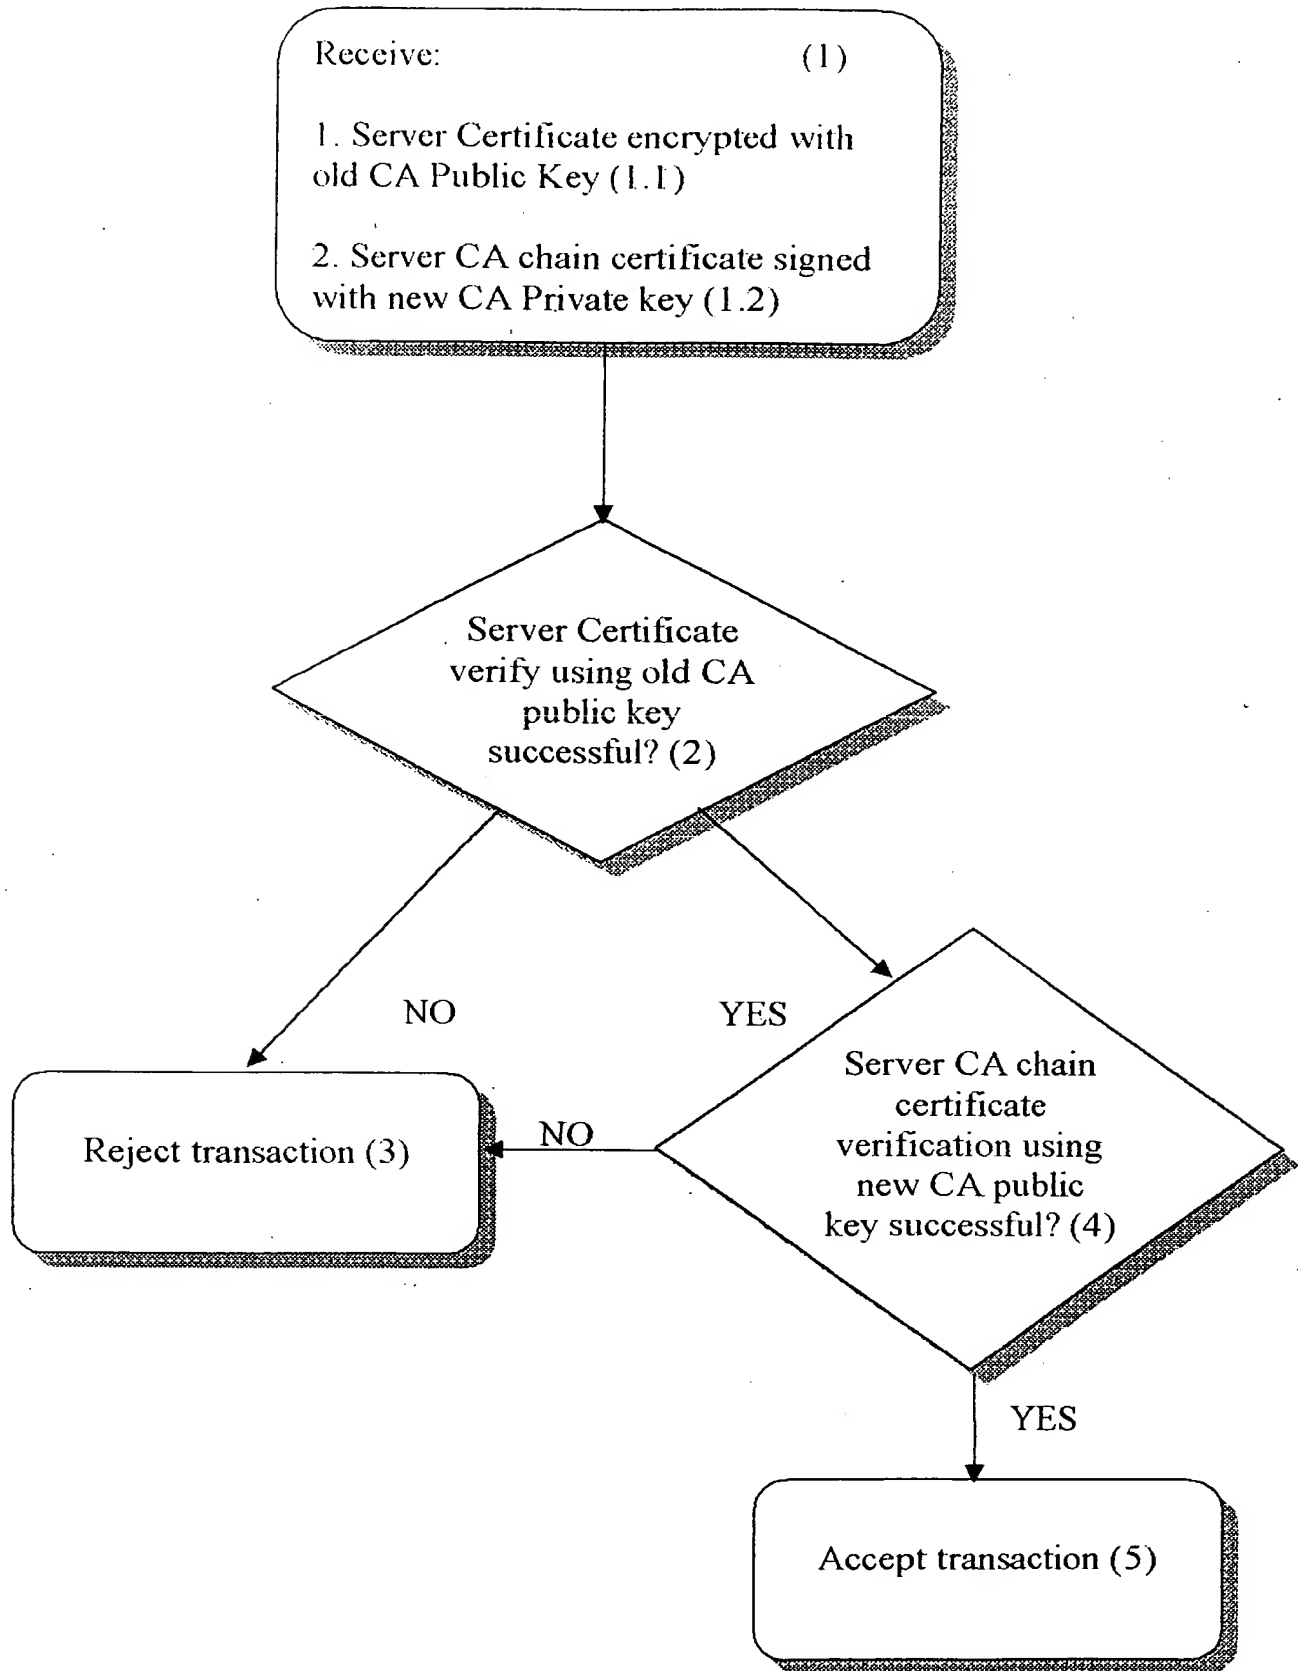 Receive: (1)
1. Server Certificate encrypted with
old CA Public Key (1.1)
2. Server CA chain certificate signed
with new CA Private key (1.2)
Server Certificate
verify using old CA
public key
successful? (2)
NO
YES
Server CA chain
certificate
verification using
new CA public
key successful? (4)
NO
Reject transaction (3)
YES
Accept transaction (5)